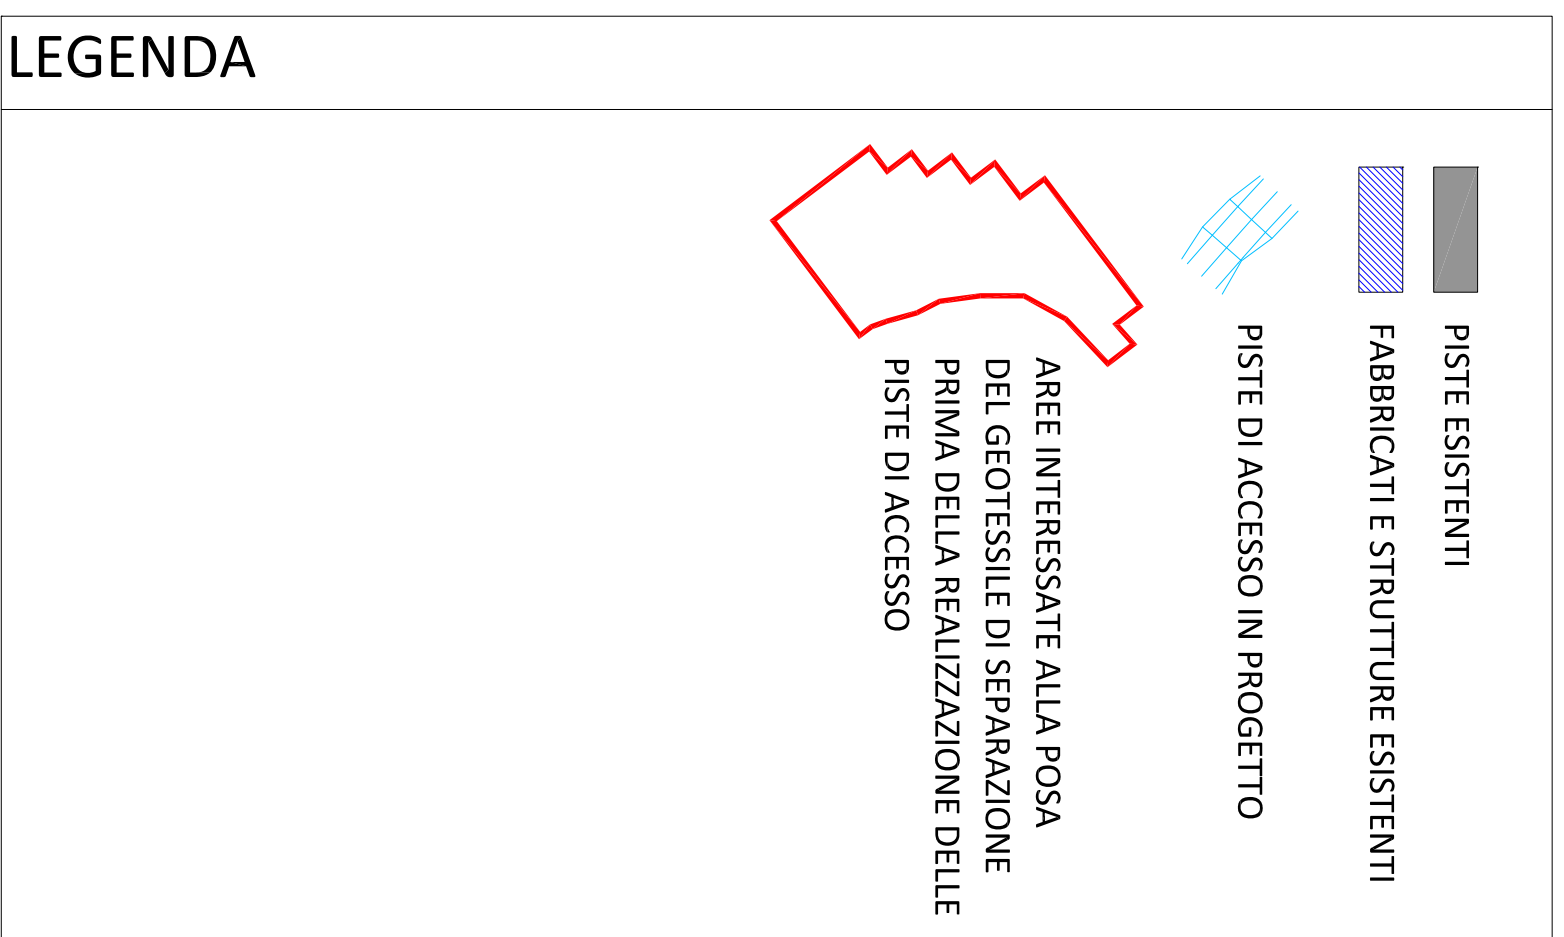 LEGENDA
PISTE ESISTENTI
FABBRICATI E STRUTTURE ESISTENTI
PISTE DI ACCESSO IN PROGETTO
AREE INTERESSATE ALLA POSA
DEL GEOTESSILE DI SEPARAZIONE
PRIMA DELLA REALIZZAZIONE DELLE
PISTE DI ACCESSO